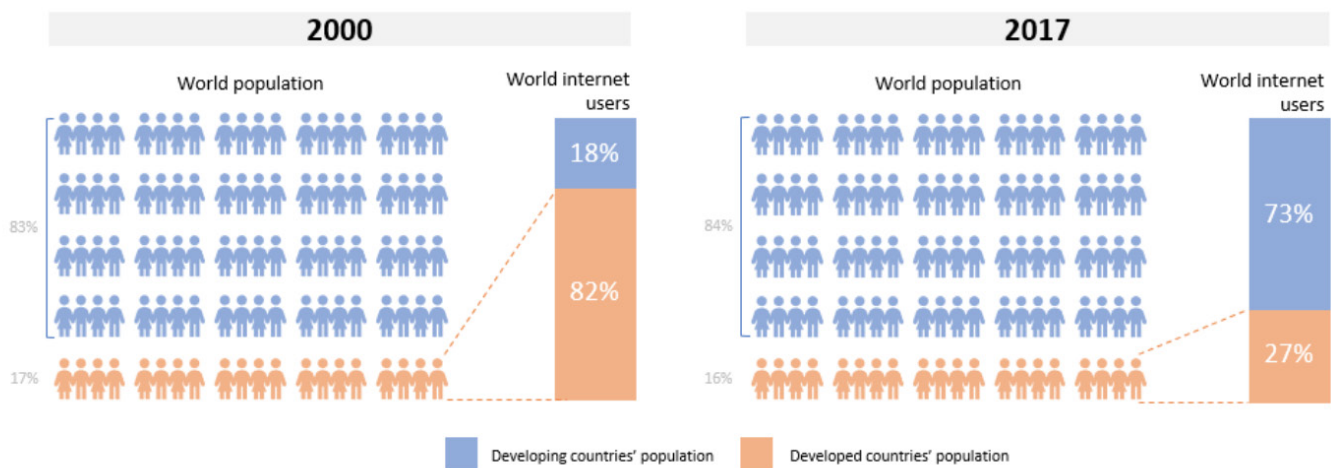 2000
World population
World internet
users
83%
17%
18%
82%
2017
World population
World internet
users
84%
16%
73%
27%
Developing countries' population
Developed countries' population